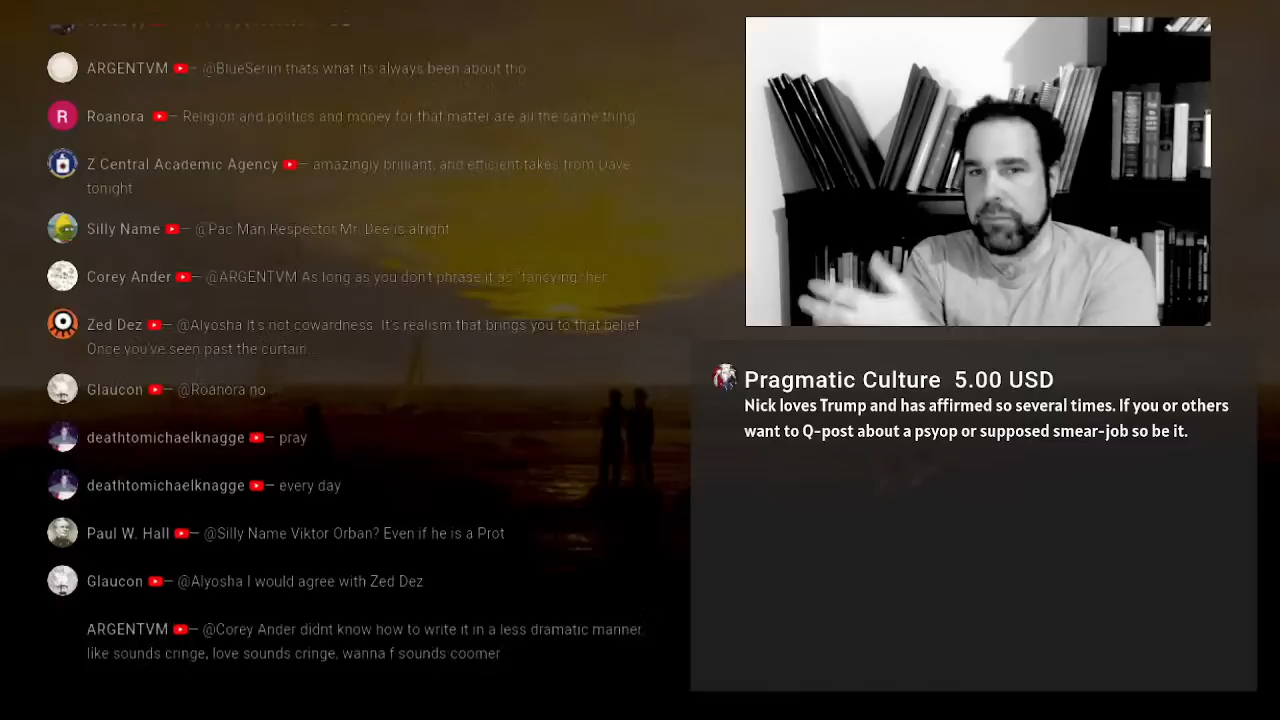 ARGENTVM — @BlueSeriin thats what its always been about tho
R Roanora — Religion and politics and money for that matter are all the same thing
Z Central Academic Agency — amazingly brilliant, and efficient takes from Dave
tonight
Silly Name — @Pac Man Respector Mr. Dee is alright
Corey Ander — @ARGENTVM As long as you don't phrase it as "fancying" her
Zed Dez — @Alyosha It's not cowardness. It's realism that brings you to that belief.
Once you've seen past the curtain...
Glaucon — @Roanora no...
deathtomichaelknagge — pray
deathtomichaelknagge — every day
Paul W. Hall — @Silly Name Viktor Orban? Even if he is a Prot
Glaucon — @Alyosha I would agree with Zed Dez
ARGENTVM — @Corey Ander didnt know how to write it in a less dramatic manner.
like sounds cringe, love sounds cringe, wanna f sounds coomer
Pragmatic Culture 5.00 USD
Nick loves Trump and has affirmed so several times. If you or others
want to Q-post about a psyop or supposed smear-job so be it.